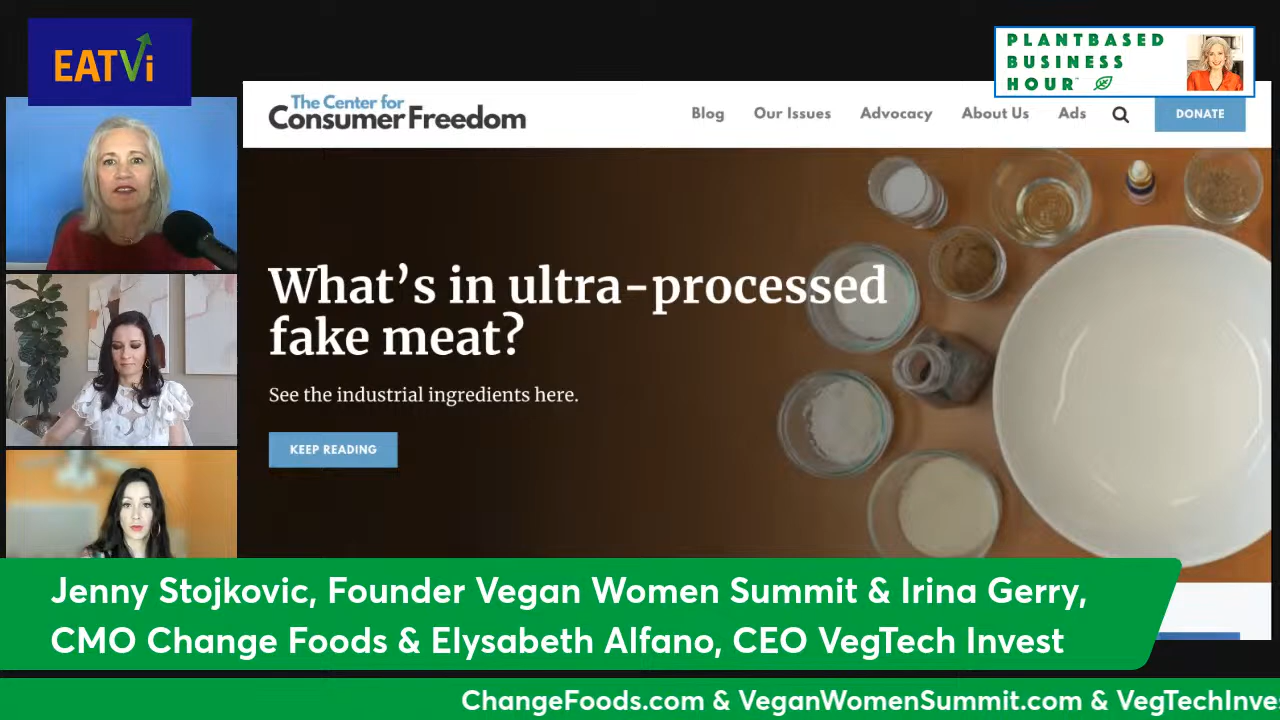 EATVi
PLANTBASED
BUSINESS
HOUR
The Center for
Consumer Freedom
Blog Our Issues Advocacy About Us Ads DONATE
What's in ultra-processed
fake meat?
See the industrial ingredients here.
KEEP READING
Jenny Stojkovic, Founder Vegan Women Summit & Irina Gerry,
CMO Change Foods & Elysabeth Alfano, CEO VegTech Invest
ChangeFoods.com & VeganWomenSummit.com & VegTechInves